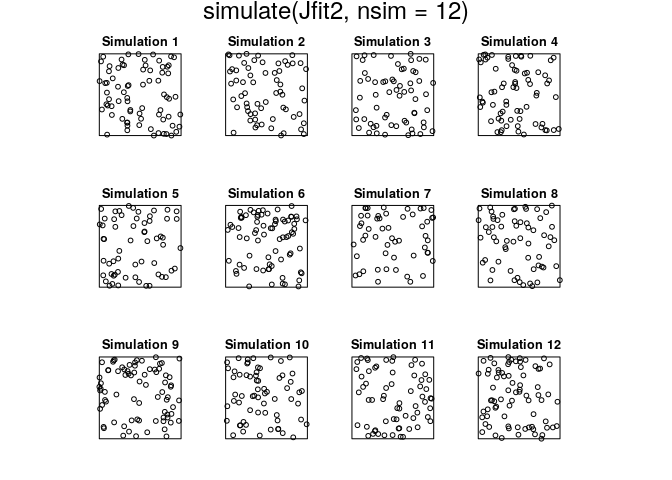 simulate(Jfit2, nsim = 12)
Simulation 1
Simulation 2
Simulation 3
Simulation 4
Simulation 5
Simulation 6
Simulation 7
Simulation 8
Simulation 9
Simulation 10
Simulation 11
Simulation 12